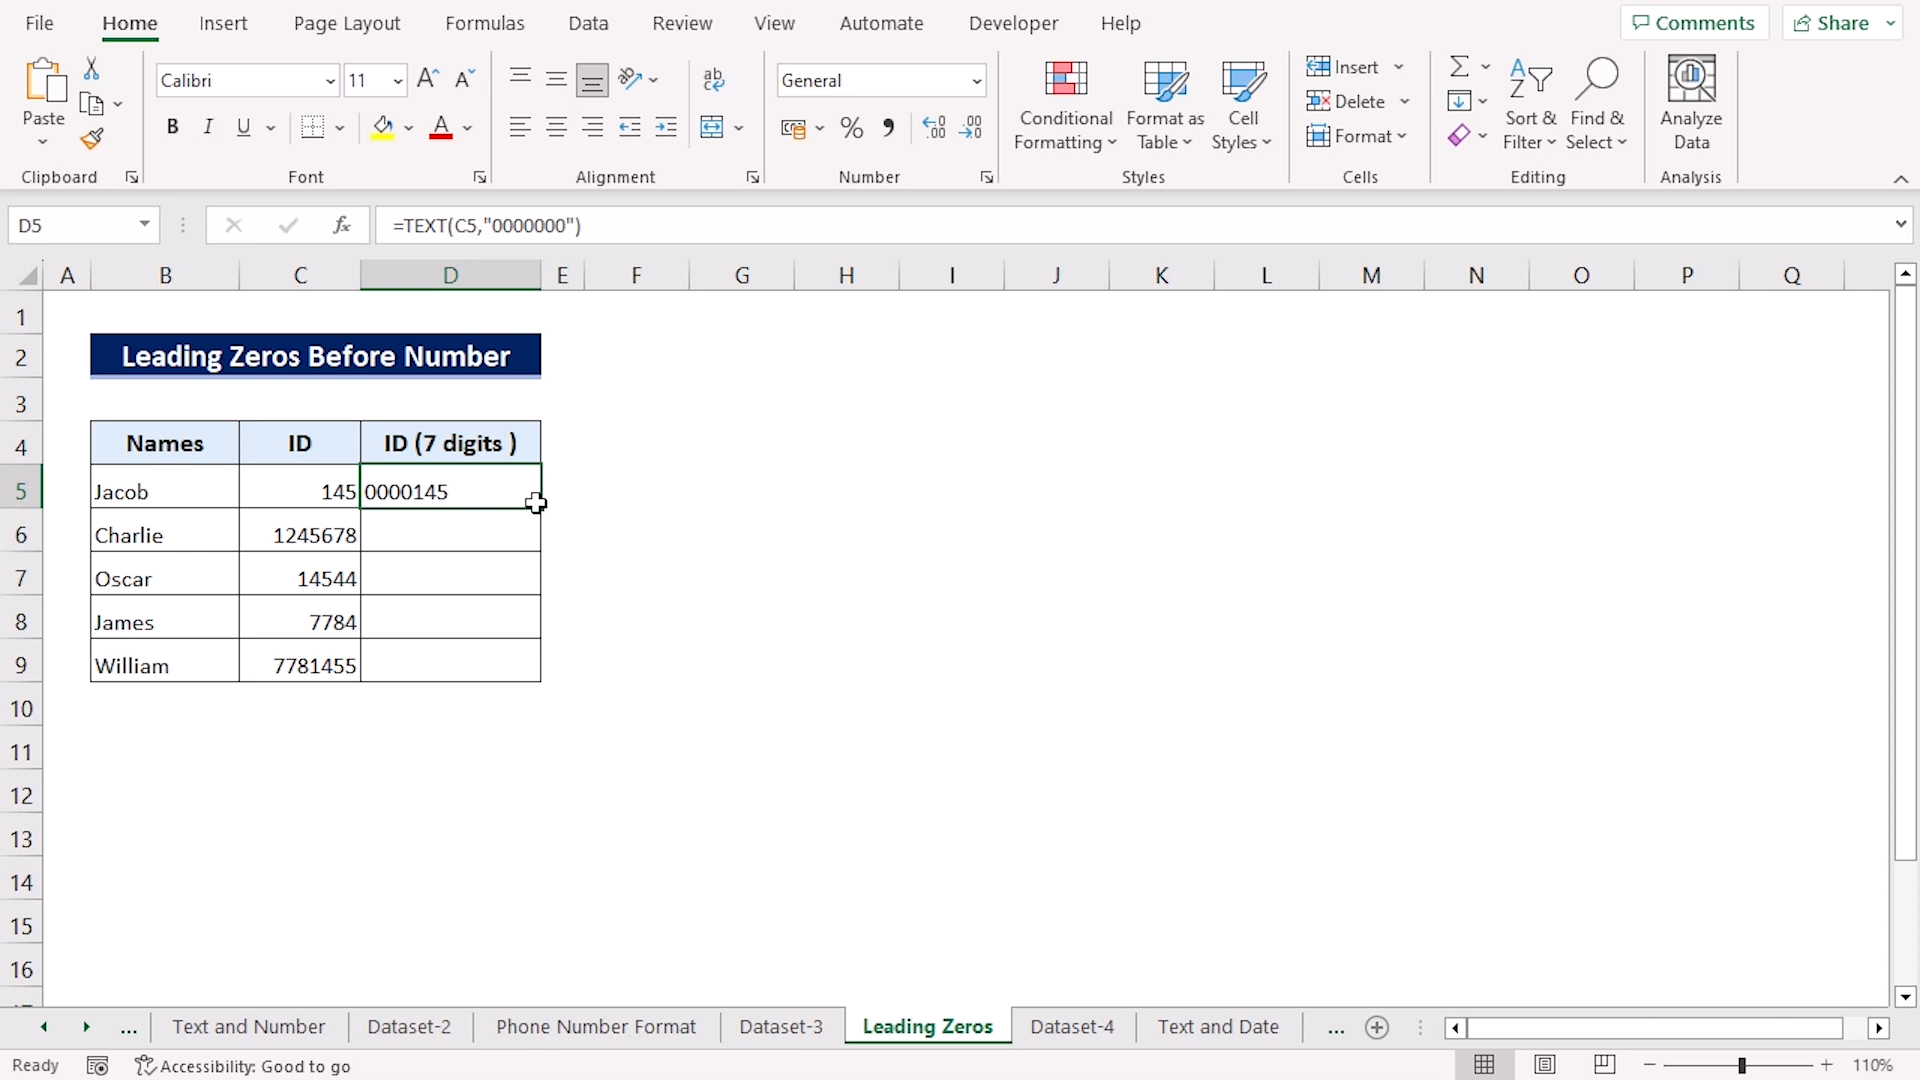 File Home Insert Page Layout Formulas Data Review View Automate Developer Help Comments Share
Paste
Clipboard
Calibri 11
B I U A
Font
ab
Alignment
General
% 9 .00 .00
Number
Conditional Formatting
Format as Table
Cell Styles
Styles
Insert
Delete
Format
Cells
Sort & Filter
Find & Select
Editing
Analyze Data
Analysis
D5 fx =TEXT(C5,"0000000")
A B C D E F G H I J K L M N O P Q
1
2 Leading Zeros Before Number
3
4 Names ID ID (7 digits )
5 Jacob 145 0000145
6 Charlie 1245678
7 Oscar 14544
8 James 7784
9 William 7781455
10
11
12
13
14
15
16
... Text and Number Dataset-2 Phone Number Format Dataset-3 Leading Zeros Dataset-4 Text and Date ...
Ready Accessibility: Good to go 110%